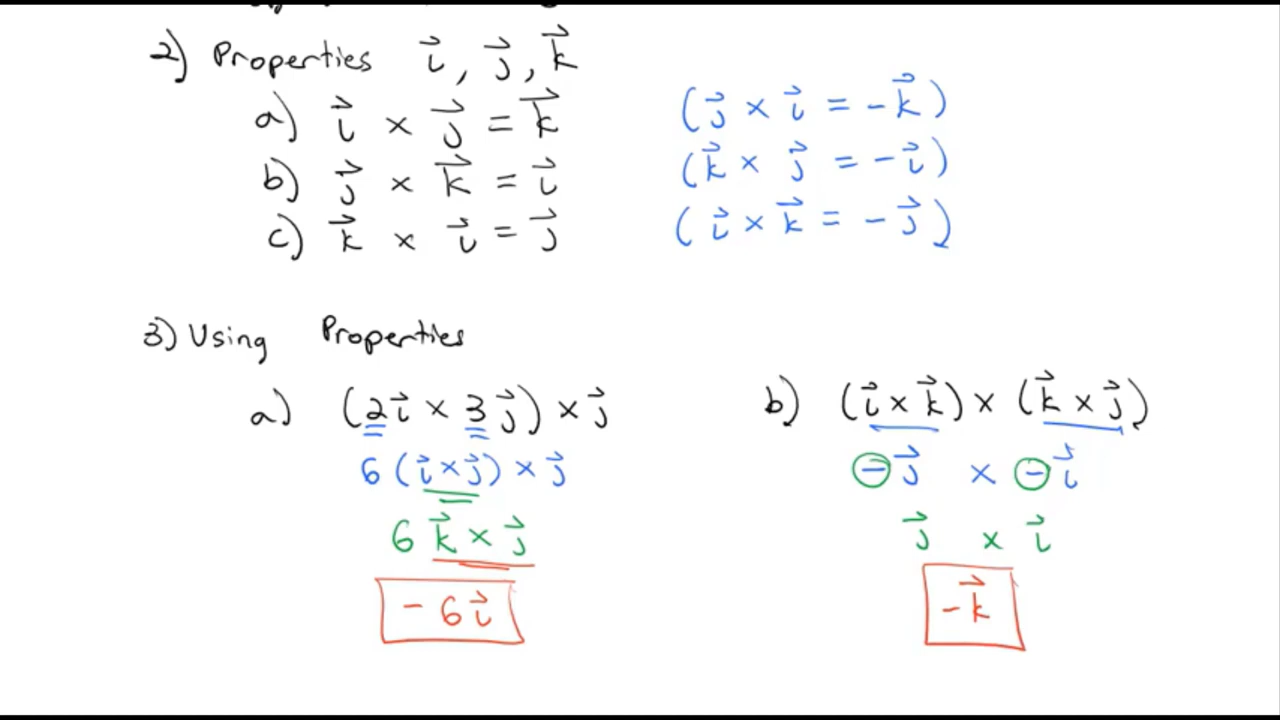 2) Properties i⃗, j⃗, k⃗
a) i⃗ × j⃗ = k⃗
(j⃗ × i⃗ = -k⃗)
b) j⃗ × k⃗ = i⃗
(k⃗ × j⃗ = -i⃗)
c) k⃗ × i⃗ = j⃗
(i⃗ × k⃗ = -j⃗)
3) Using Properties
a) (2i⃗ × 3j⃗) × j⃗
6(i⃗ × j⃗) × j⃗
6 k⃗ × j⃗
-6i⃗
b) (i⃗ × k⃗) × (k⃗ × j⃗)
-j⃗ × -i⃗
j⃗ × i⃗
-k⃗